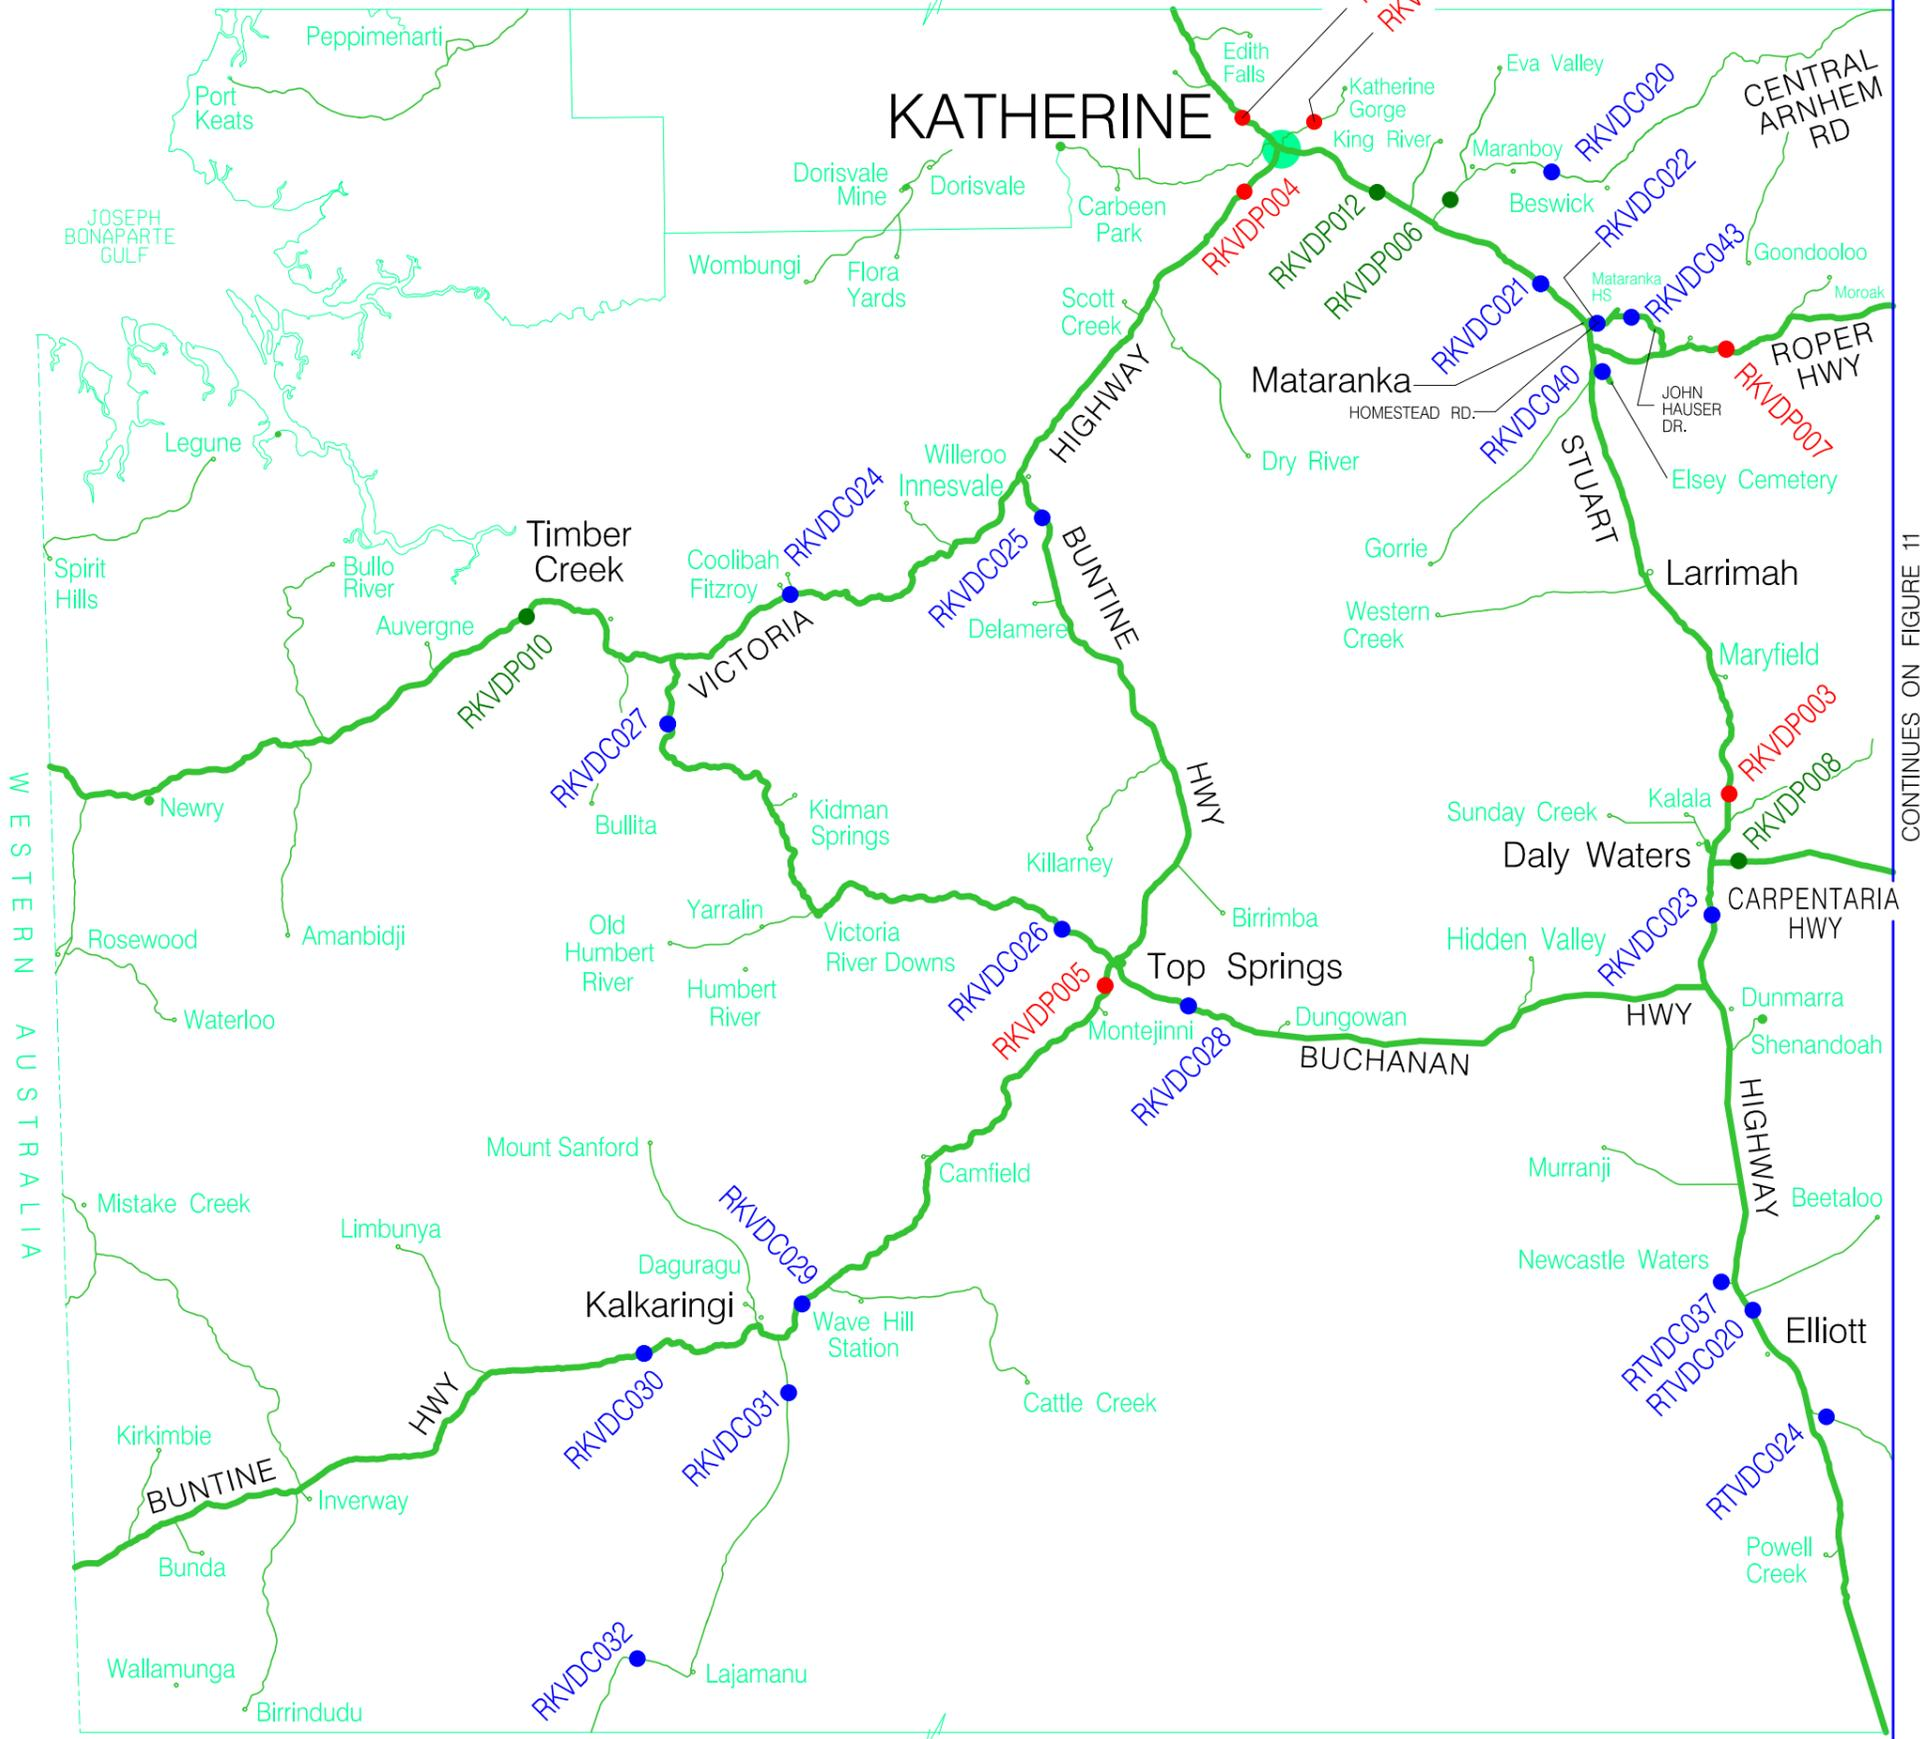 Peppimenarti
Port
Keats
JOSEPH
BONAPARTE
GULF
KATHERINE
Edith
Falls
Katherine
Gorge
King River
Eva Valley
Maranboy
Beswick
RKVDC020
CENTRAL
ARNHEM
RD
Dorisvale
Mine
Dorisvale
Carbeen
Park
Wombungi
Flora
Yards
RKVDP004
RKVDP012
RKVDP006
RKVDC022
RKVDC043
Goondooloo
Moroak
Mataranka
HS
RKVDC021
Scott
Creek
HIGHWAY
Mataranka
HOMESTEAD RD.
RKVDC040
JOHN
HAUSER
DR.
ROPER
HWY
RKVDP007
Dry River
STUART
Elsey Cemetery
Legune
Willeroo
Innesvale
RKVDC024
Spirit
Hills
Timber
Creek
Bullo
River
Coolibah
Fitzroy
RKVDC025
BUNTINE
Gorrie
Larrimah
Auvergne
RKVDP010
VICTORIA
Delamere
Western
Creek
Maryfield
RKVDC027
HWY
RKVDP003
RKVDP008
Newry
Bullita
Kidman
Springs
Killarney
Sunday Creek
Kalala
Daly Waters
CARPENTARIA
HWY
CONTINUES ON FIGURE 11
WESTERN AUSTRALIA
Rosewood
Amanbidji
Old
Humbert
River
Yarralin
Victoria
River Downs
Birrimba
Hidden Valley
RKVDC023
RKVDC026
Top Springs
Waterloo
Humbert
River
RKVDP005
Montejinni
RKVDC028
Dungowan
BUCHANAN
HWY
Dunmarra
Shenandoah
HIGHWAY
Mount Sanford
Camfield
Murranji
Beetaloo
Mistake Creek
Limbunya
RKVDC029
Daguragu
Kalkaringi
Wave Hill
Station
Newcastle Waters
Elliott
RTVDC037
RTVDC020
Cattle Creek
HWY
RKVDC030
RKVDC031
RTVDC024
Kirkimbie
BUNTINE
Inverway
Bunda
Powell
Creek
Wallamunga
Birrindudu
RKVDC032
Lajamanu